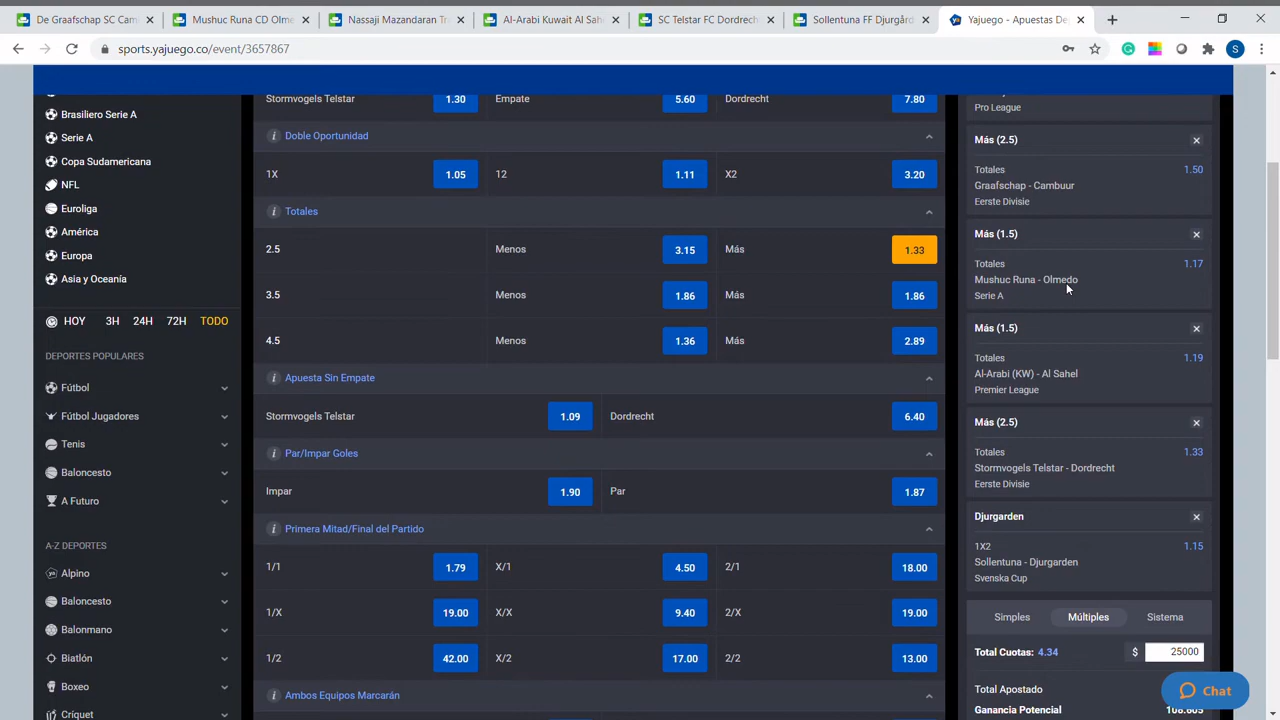 De Graafschap SC Cam
Mushuc Runa CD Olme
Nassaji Mazandaran Tr
Al-Arabi Kuwait Al Sah
SC Telstar FC Dordrech
Sollentuna FF Djurgård
Yajuego - Apuestas De
sports.yajuego.co/event/3657867
S
Brasiliero Serie A
Serie A
Copa Sudamericana
NFL
Euroliga
América
Europa
Asia y Oceanía
HOY 3H 24H 72H TODO
DEPORTES POPULARES
Fútbol
Fútbol Jugadores
Tenis
Baloncesto
A Futuro
A-Z DEPORTES
Alpino
Baloncesto
Balonmano
Biatlón
Boxeo
Críquet
Stormvogels Telstar 1.30 Empate 5.60 Dordrecht 7.80
Doble Oportunidad
1X 1.05 12 1.11 X2 3.20
Totales
2.5 Menos 3.15 Más 1.33
3.5 Menos 1.86 Más 1.86
4.5 Menos 1.36 Más 2.89
Apuesta Sin Empate
Stormvogels Telstar 1.09 Dordrecht 6.40
Par/Impar Goles
Impar 1.90 Par 1.87
Primera Mitad/Final del Partido
1/1 1.79 X/1 4.50 2/1 18.00
1/X 19.00 X/X 9.40 2/X 19.00
1/2 42.00 X/2 17.00 2/2 13.00
Ambos Equipos Marcarán
Pro League
Más (2.5)
Totales 1.50
Graafschap - Cambuur
Eerste Divisie
Más (1.5)
Totales 1.17
Mushuc Runa - Olmedo
Serie A
Más (1.5)
Totales 1.19
Al-Arabi (KW) - Al Sahel
Premier League
Más (2.5)
Totales 1.33
Stormvogels Telstar - Dordrecht
Eerste Divisie
Djurgarden
1X2 1.15
Sollentuna - Djurgarden
Svenska Cup
Simples Múltiples Sistema
Total Cuotas: 4.34 $ 25000
Total Apostado
Ganancia Potencial 108.605
Chat